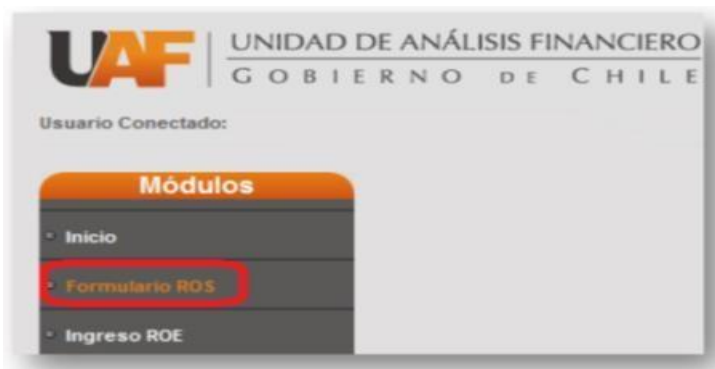 UAF
UNIDAD DE ANÁLISIS FINANCIERO
GOBIERNO DE CHILE
Usuario Conectado:
Módulos
Inicio
Formulario ROS
Ingreso ROE